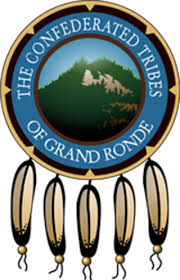 THE CONFEDERATED TRIBES
OF GRAND RONDE